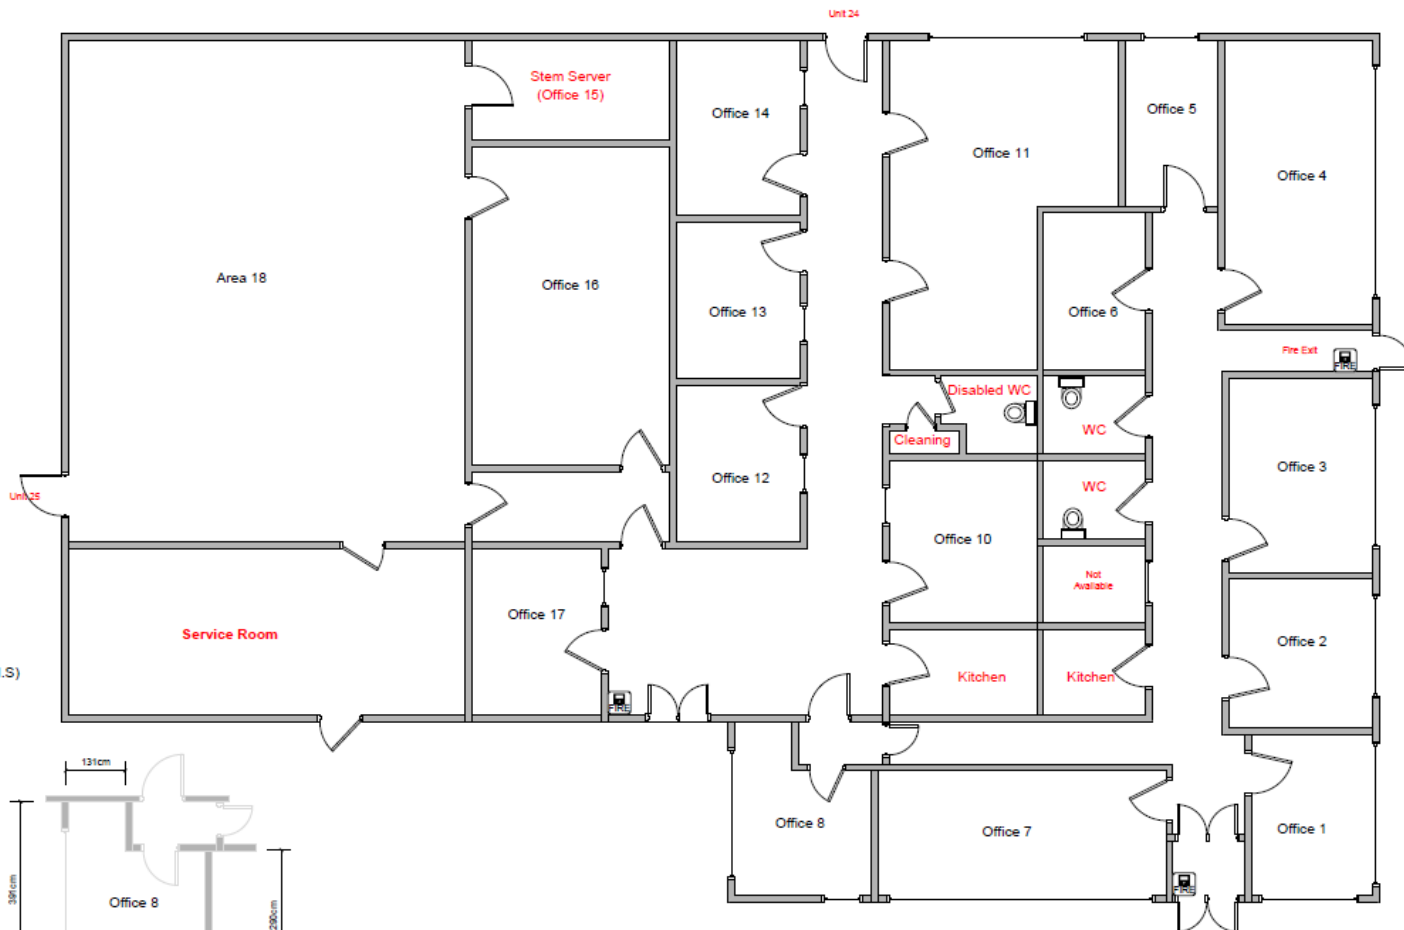 Unit 24
Stem Server
(Office 15)
Office 14
Office 11
Office 5
Office 4
Area 18
Office 16
Office 13
Office 6
Fire Exit
FIRE
Disabled WC
WC
Cleaning
Office 12
Office 3
Unit 25
WC
Office 10
Not
Available
Office 17
Service Room
Office 2
.S)
Kitchen
Kitchen
FIRE
131cm
Office 8
Office 7
Office 1
FIRE
391cm
Office 8
290cm